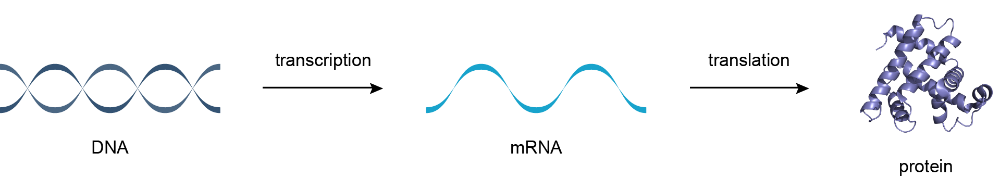 transcription
translation
DNA
mRNA
protein